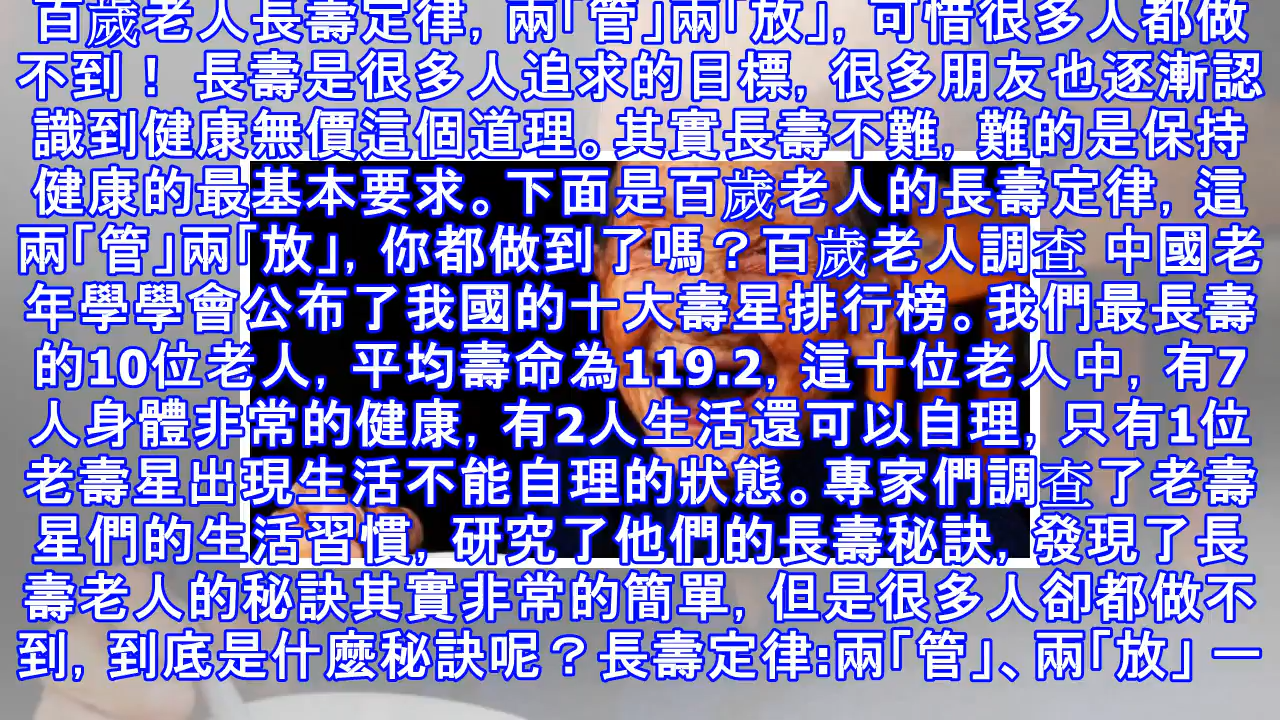 百歲老人長壽定律, 兩「管」兩「放」, 可惜很多人都做
不到！ 長壽是很多人追求的目標, 很多朋友也逐漸認
識到健康無價這個道理。其實長壽不難, 難的是保持
健康的最基本要求。下面是百歲老人的長壽定律, 這
兩「管」兩「放」, 你都做到了嗎？百歲老人調查 中國老
年學學會公布了我國的十大壽星排行榜。我們最長壽
的10位老人, 平均壽命為119.2, 這十位老人中, 有7
人身體非常的健康, 有2人生活還可以自理, 只有1位
老壽星出現生活不能自理的狀態。專家們調查了老壽
星們的生活習慣, 研究了他們的長壽秘訣, 發現了長
壽老人的秘訣其實非常的簡單, 但是很多人卻都做不
到, 到底是什麼秘訣呢？長壽定律:兩「管」、兩「放」 一